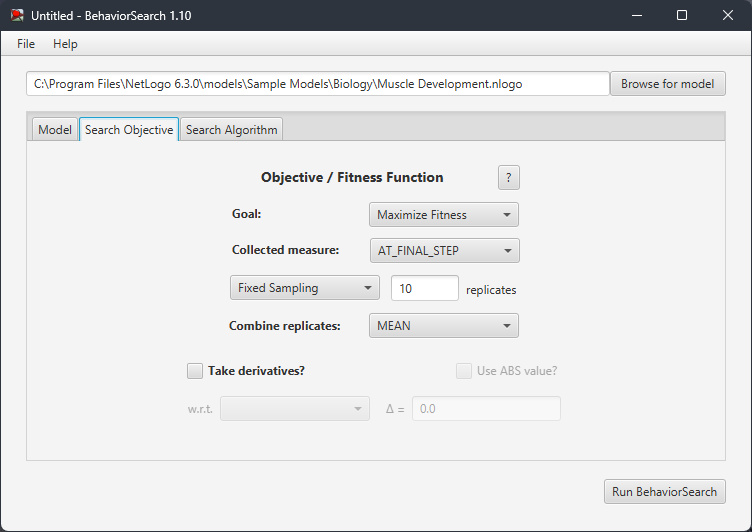 Untitled - BehaviorSearch 1.10
File Help
C:\Program Files\NetLogo 6.3.0\models\Sample Models\Biology\Muscle Development.nlogo Browse for model
Model Search Objective Search Algorithm
Objective / Fitness Function ?
Goal: Maximize Fitness
Collected measure: AT_FINAL_STEP
Fixed Sampling 10 replicates
Combine replicates: MEAN
Take derivatives? Use ABS value?
w.r.t. Δ = 0.0
Run BehaviorSearch